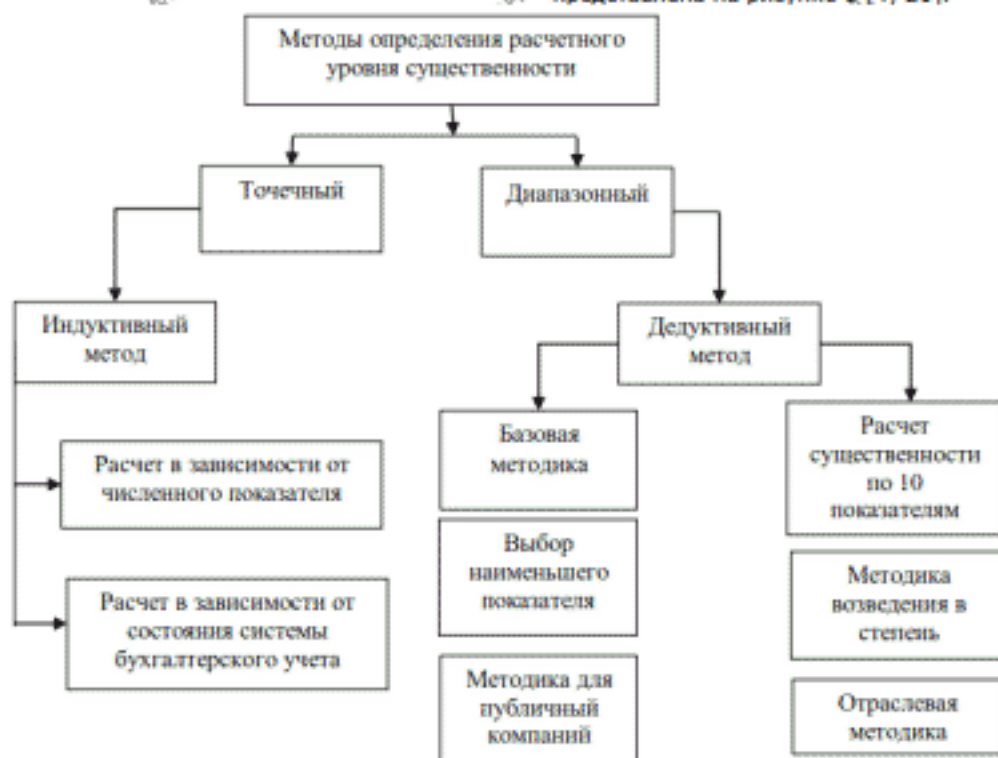 Методы определения расчетного
уровня существенности
Точечный
Диапазонный
Индуктивный
метод
Дедуктивный
метод
Расчет в зависимости от
численного показателя
Расчет в зависимости от
состояния системы
бухгалтерского учета
Базовая
методика
Выбор
наименьшего
показателя
Методика для
публичный
компаний
Расчет
существенности
по 10
показателям
Методика
возведения в
степень
Отраслевая
методика